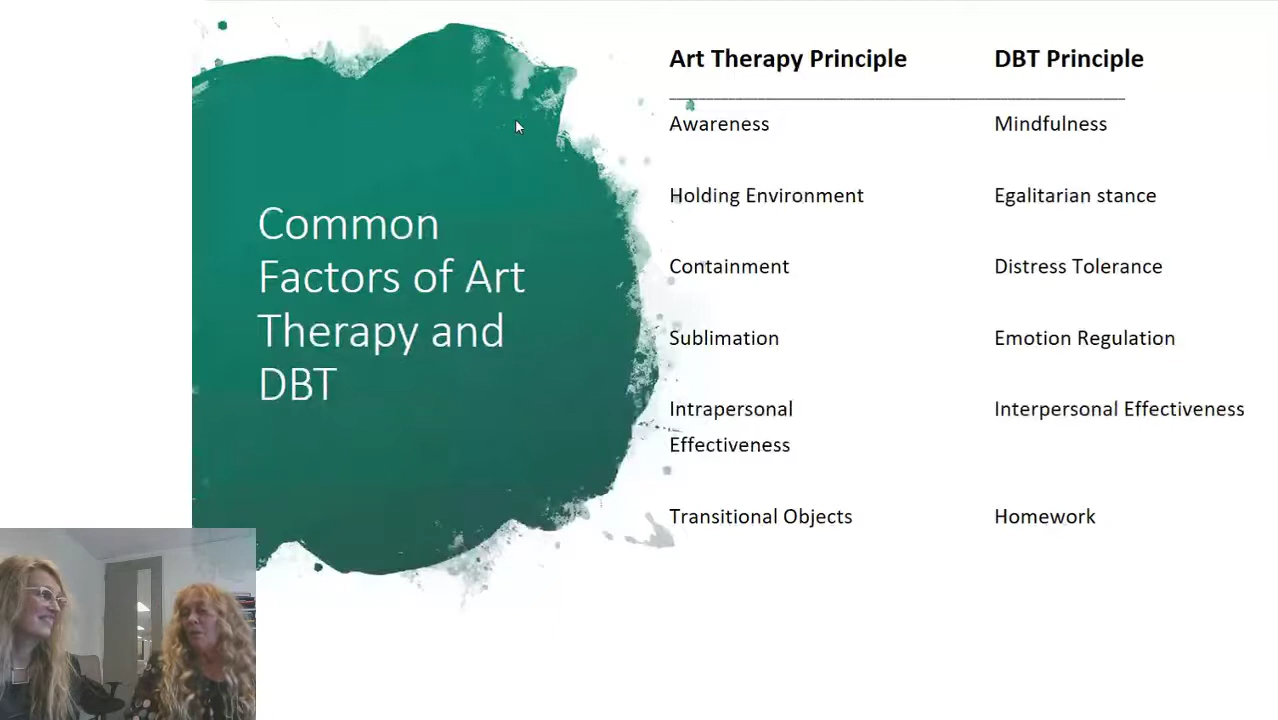 Common
Factors of Art
Therapy and
DBT
Art Therapy Principle DBT Principle
Awareness Mindfulness
Holding Environment Egalitarian stance
Containment Distress Tolerance
Sublimation Emotion Regulation
Intrapersonal Interpersonal Effectiveness
Effectiveness
Transitional Objects Homework